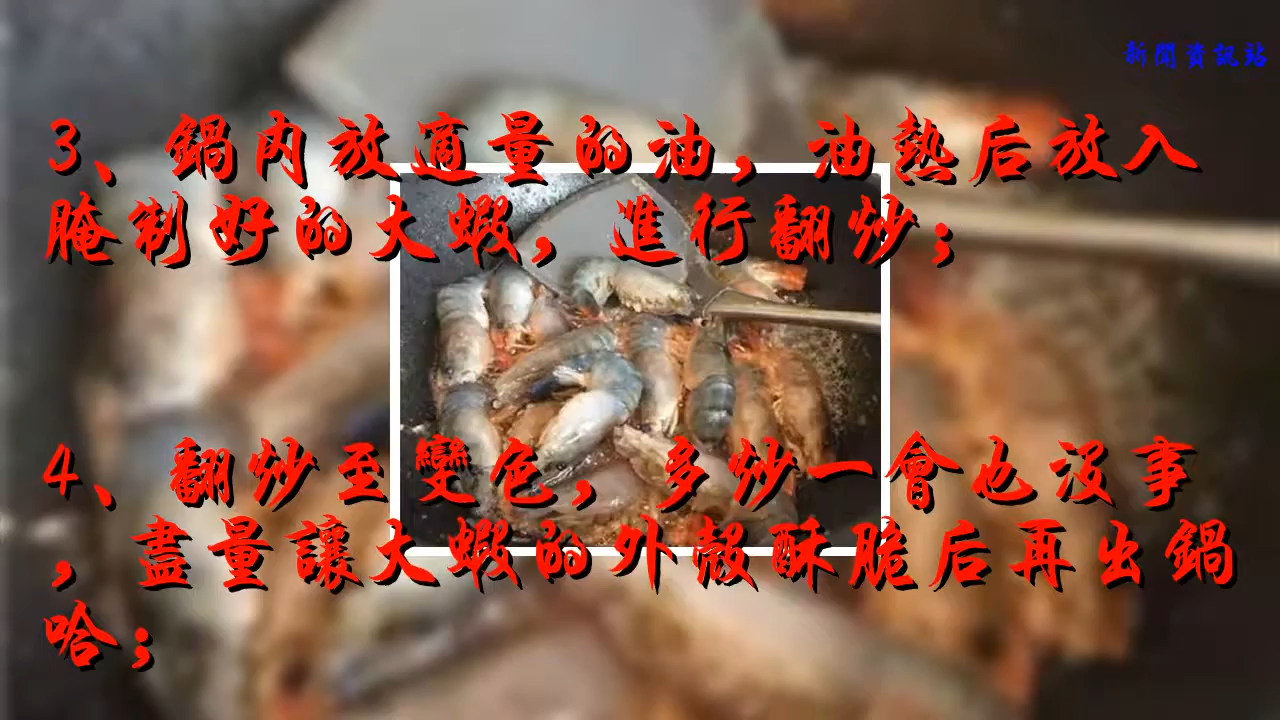 新聞資訊站
3、鍋内放適量的油，油熱后放入
腌制好的大蝦，進行翻炒；
4、翻炒至變色，多炒一會也沒事
，盡量讓大蝦的外殼酥脆后再出鍋
哈；